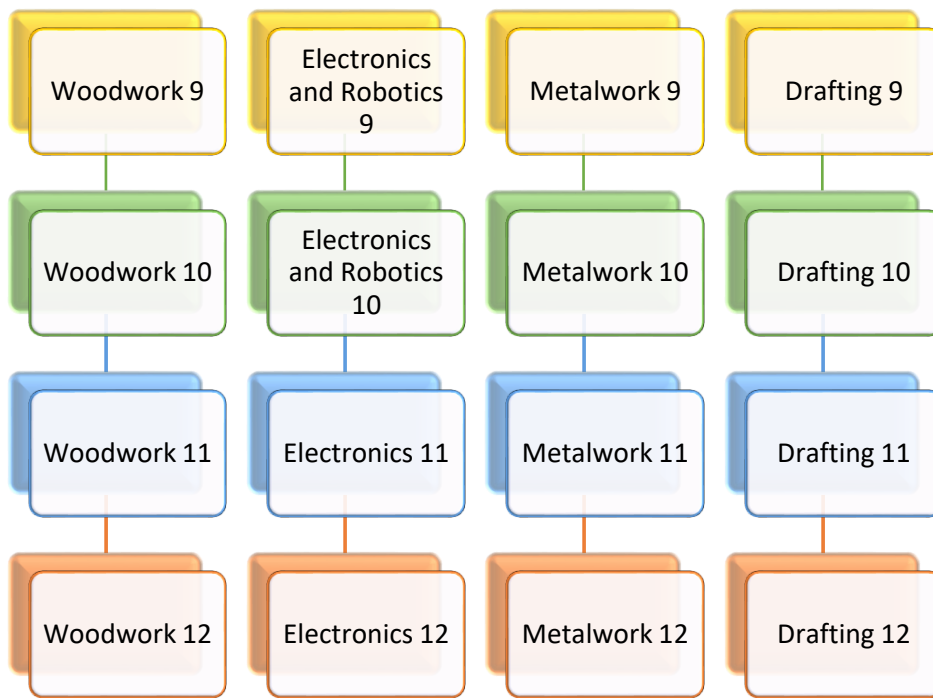 Woodwork 9
Electronics
and Robotics
9
Metalwork 9
Drafting 9
Woodwork 10
Electronics
and Robotics
10
Metalwork 10
Drafting 10
Woodwork 11
Electronics 11
Metalwork 11
Drafting 11
Woodwork 12
Electronics 12
Metalwork 12
Drafting 12